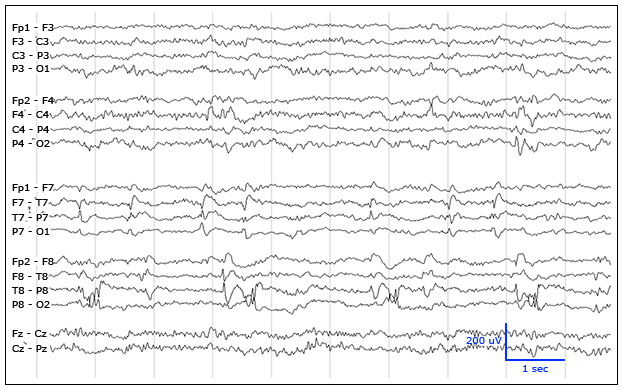 Fp1 - F3
F3 - C3
C3 - P3
P3 - O1
Fp2 - F4
F4 - C4
C4 - P4
P4 - O2
Fp1 - F7
F7 - T7
T7 - P7
P7 - O1
Fp2 - F8
F8 - T8
T8 - P8
P8 - O2
Fz - Cz
Cz - Pz
200 uV
1 sec